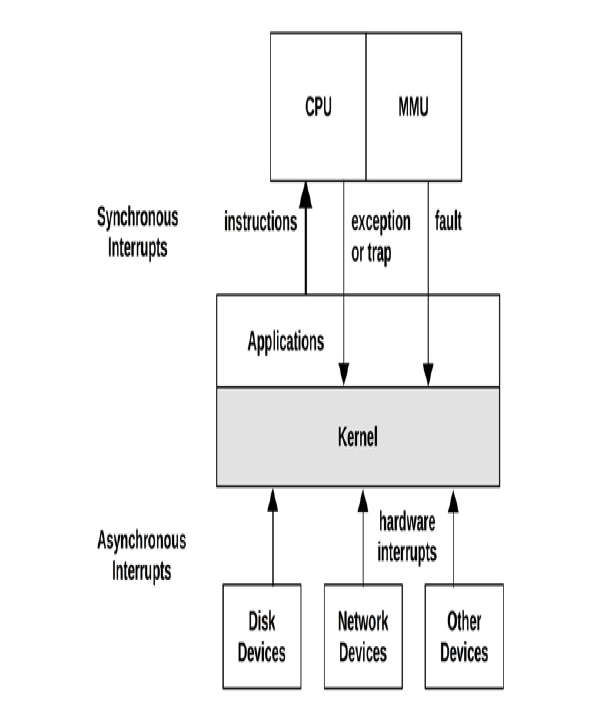 CPU
MMU
Synchronous
Interrupts
instructions
exception
or trap
fault
Applications
Kernel
Asynchronous
Interrupts
hardware
interrupts
Disk
Devices
Network
Devices
Other
Devices